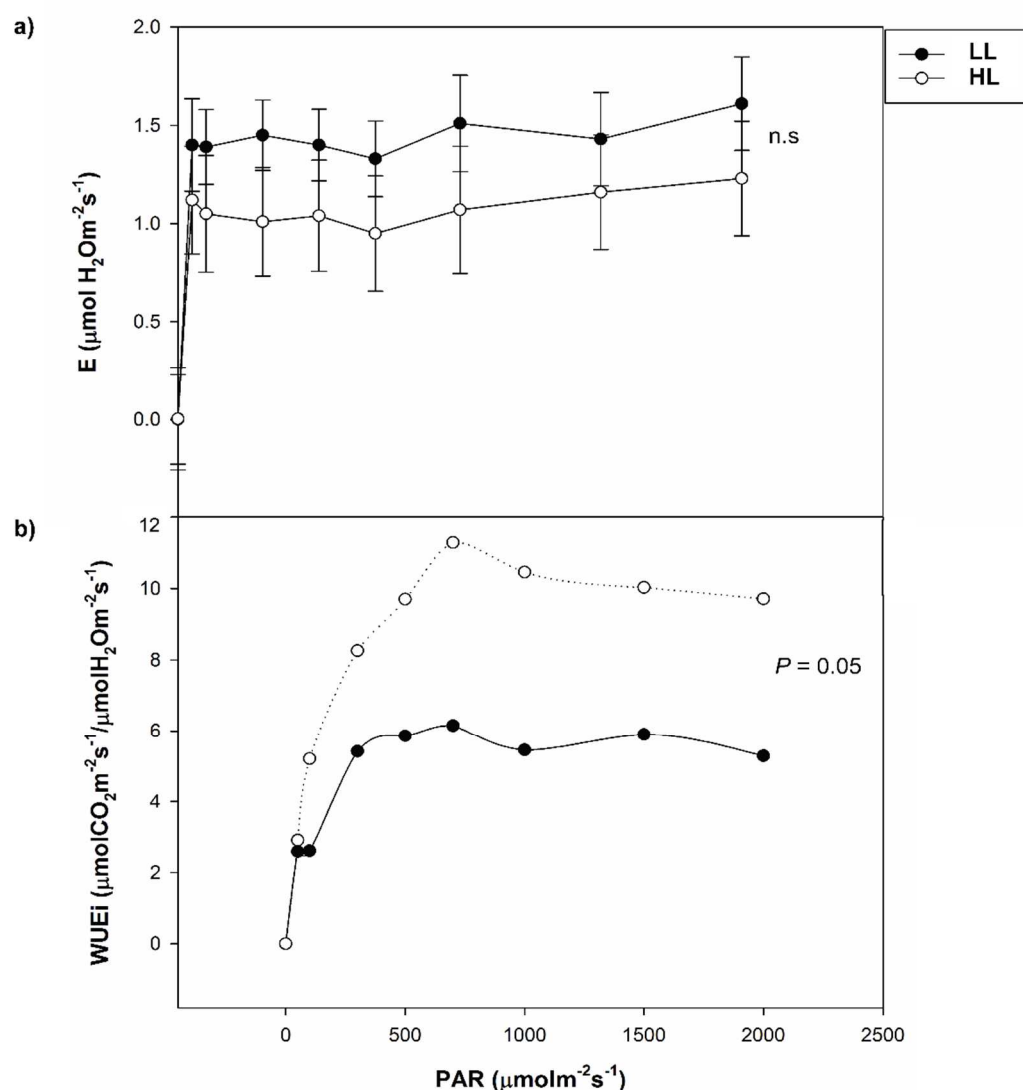 a)
2.0
1.5
1.0
0.5
0.0
E (μmol H₂Om⁻²s⁻¹)
LL
HL
n.s
b)
12
10
8
6
4
2
0
WUEi (μmolCO₂m⁻²s⁻¹/μmolH₂Om⁻²s⁻¹)
P = 0.05
0 500 1000 1500 2000 2500
PAR (μmolm⁻²s⁻¹)